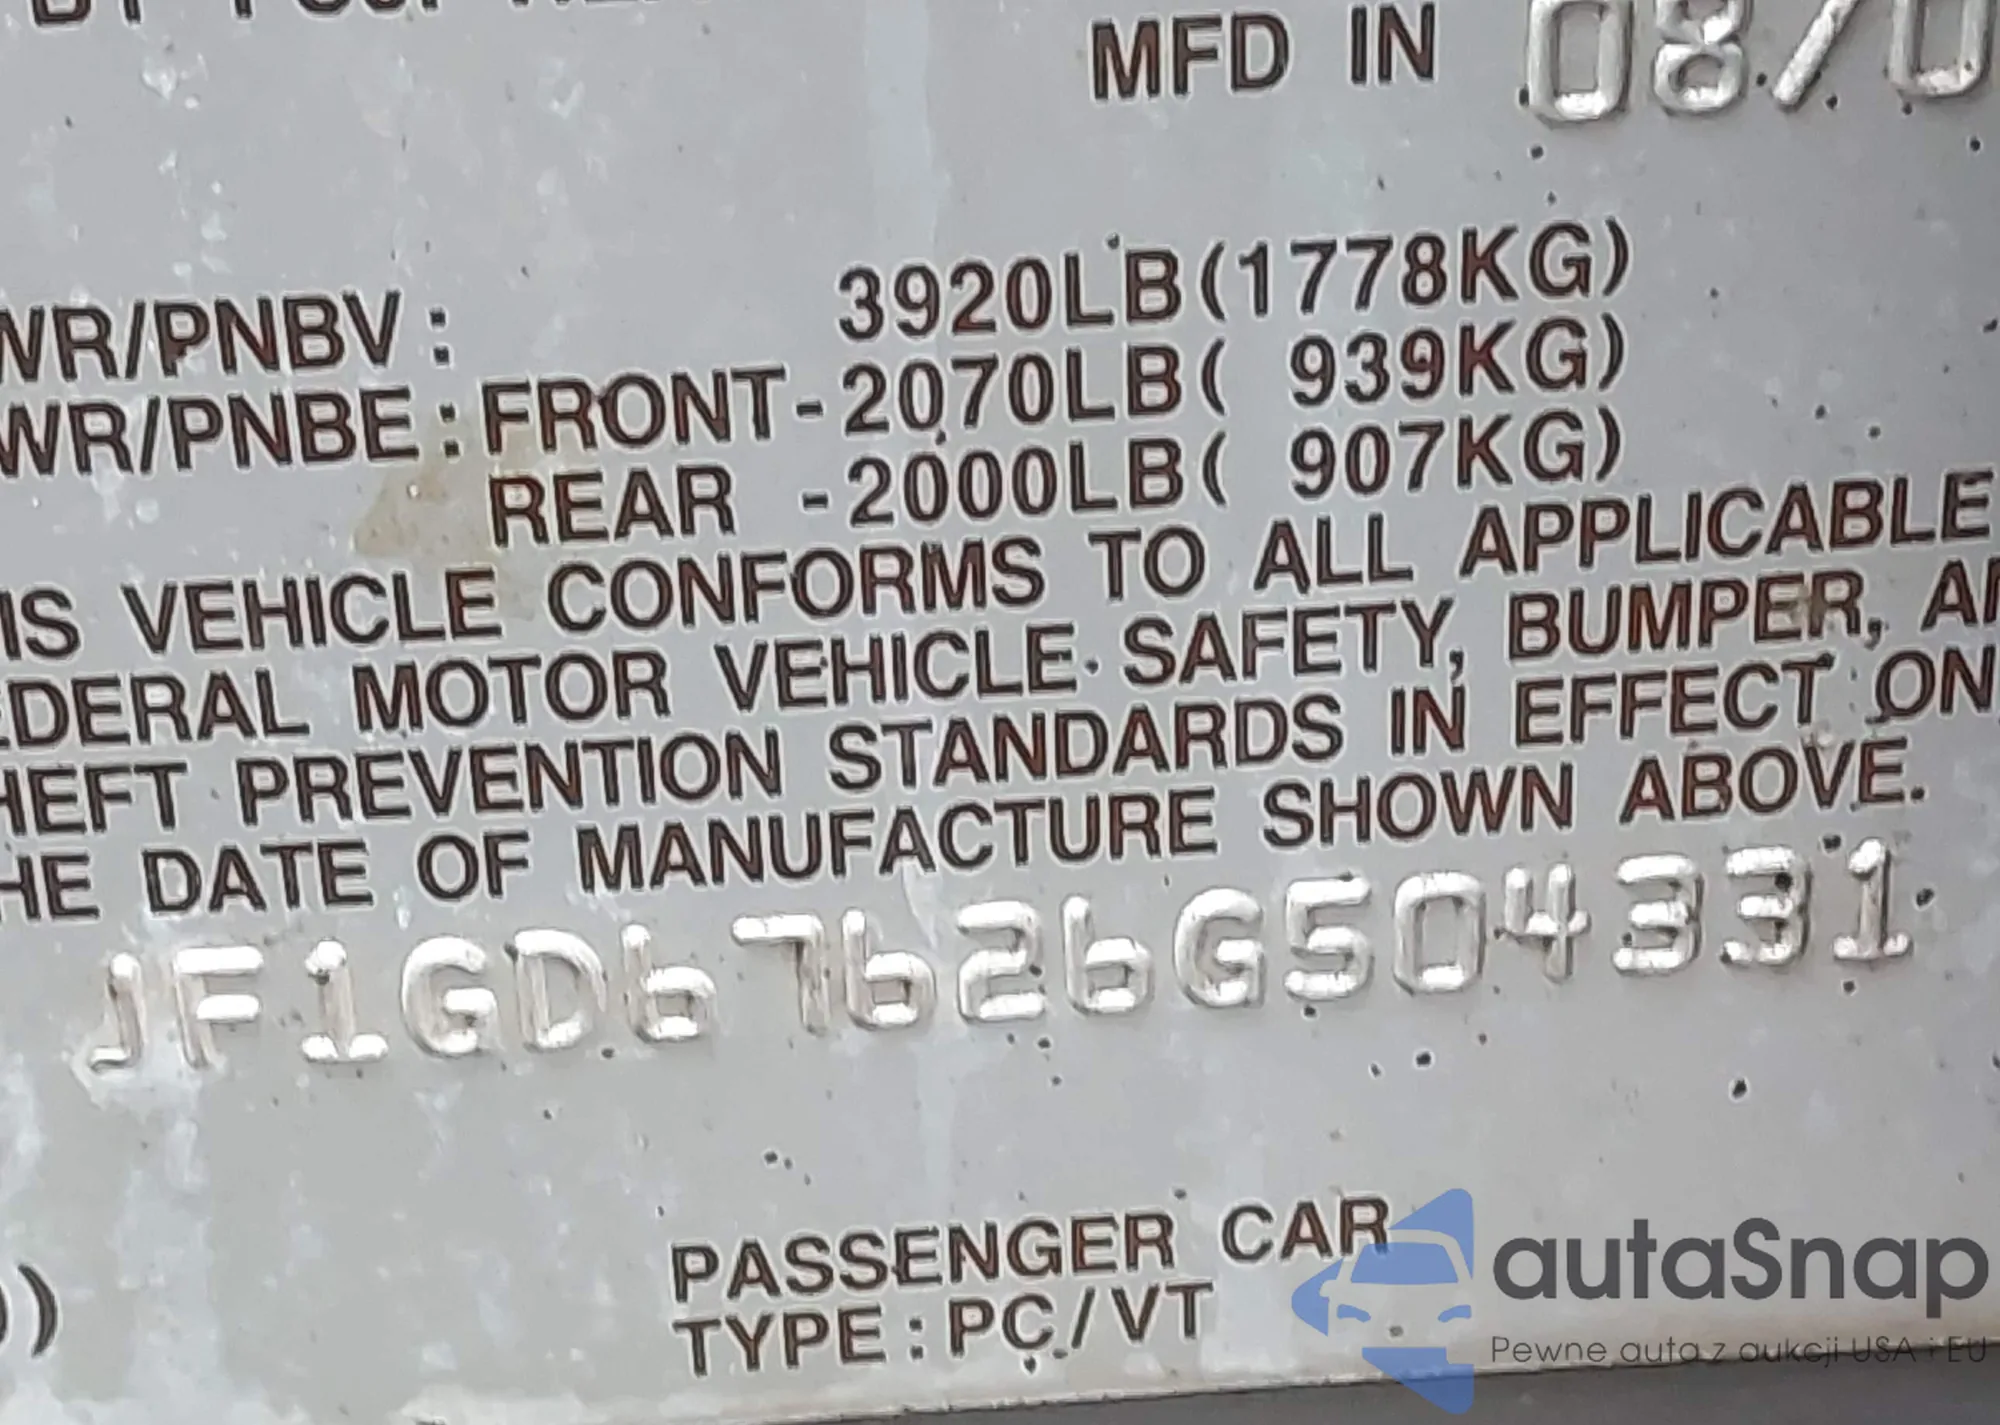 MFD IN 08/0
WR/PNBV: 3920LB(1778KG)
WR/PNBE:FRONT-2070LB( 939KG)
REAR -2000LB( 907KG)
IS VEHICLE CONFORMS TO ALL APPLICABLE
EDERAL MOTOR VEHICLE SAFETY, BUMPER, AN
HEFT PREVENTION STANDARDS IN EFFECT ON
HE DATE OF MANUFACTURE SHOWN ABOVE.
JF1GD67626G504331
)
PASSENGER CAR
TYPE:PC/VT
autaSnap
Pewne auta z aukcji USA i EU